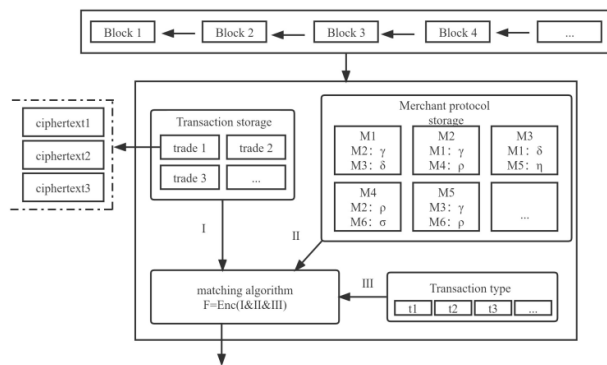 Block 1
Block 2
Block 3
Block 4
...
ciphertext1
ciphertext2
ciphertext3
Transaction storage
trade 1
trade 2
trade 3
...
Merchant protocol
storage
M1
M2： γ
M3： δ
M2
M1： γ
M4： ρ
M3
M1： δ
M5： η
M4
M2： ρ
M6： σ
M5
M3： γ
M6： ρ
...
I
II
III
matching algorithm
F=Enc(I&II&III)
Transaction type
t1
t2
t3
...